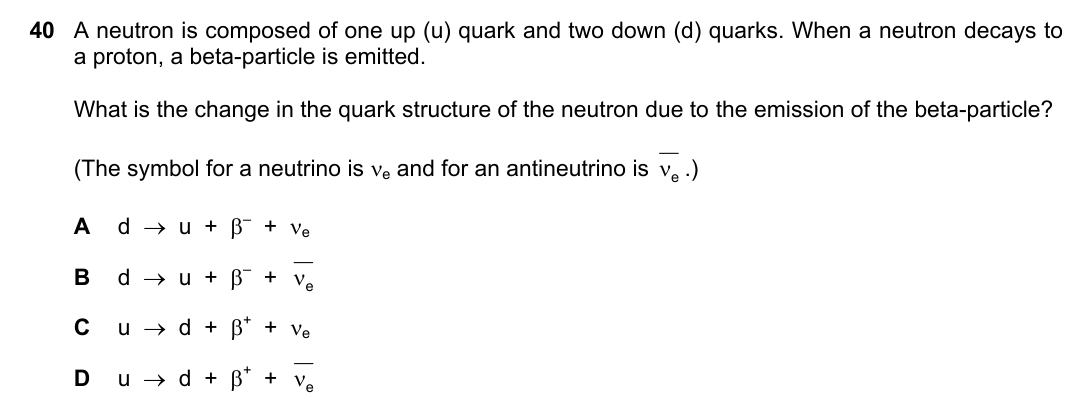 40 A neutron is composed of one up (u) quark and two down (d) quarks. When a neutron decays to
a proton, a beta-particle is emitted.
What is the change in the quark structure of the neutron due to the emission of the beta-particle?
(The symbol for a neutrino is νₑ and for an antineutrino is ν̅ₑ .)
A d → u + β⁻ + νₑ
B d → u + β⁻ + ν̅ₑ
C u → d + β⁺ + νₑ
D u → d + β⁺ + ν̅ₑ